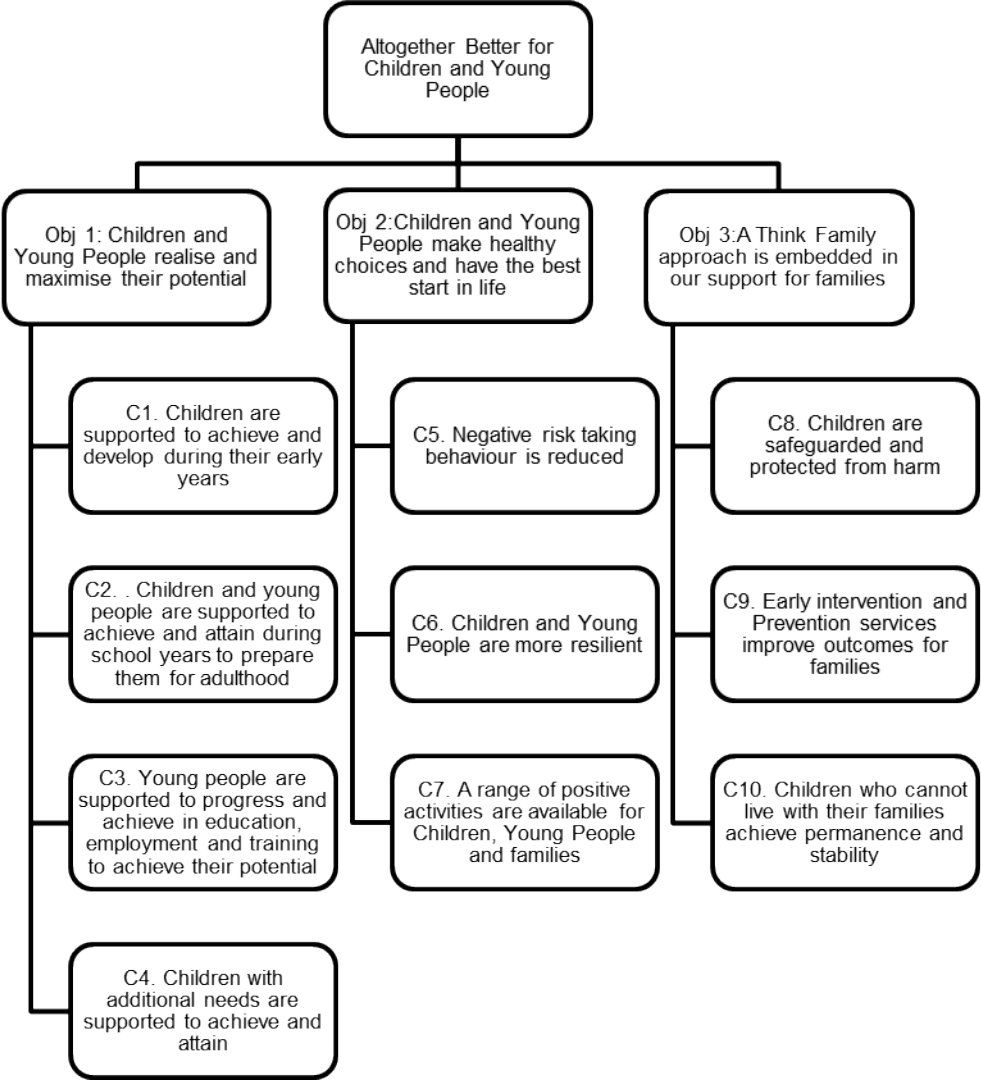 Altogether Better for
Children and Young
People
Obj 1: Children and
Young People realise and
maximise their potential
C1. Children are
supported to achieve and
develop during their early
years
C2. . Children and young
people are supported to
achieve and attain during
school years to prepare
them for adulthood
C3. Young people are
supported to progress and
achieve in education,
employment and training
to achieve their potential
C4. Children with
additional needs are
supported to achieve and
attain
Obj 2:Children and Young
People make healthy
choices and have the best
start in life
C5. Negative risk taking
behaviour is reduced
C6. Children and Young
People are more resilient
C7. A range of positive
activities are available for
Children, Young People
and families
Obj 3:A Think Family
approach is embedded in
our support for families
C8. Children are
safeguarded and
protected from harm
C9. Early intervention and
Prevention services
improve outcomes for
families
C10. Children who cannot
live with their families
achieve permanence and
stability